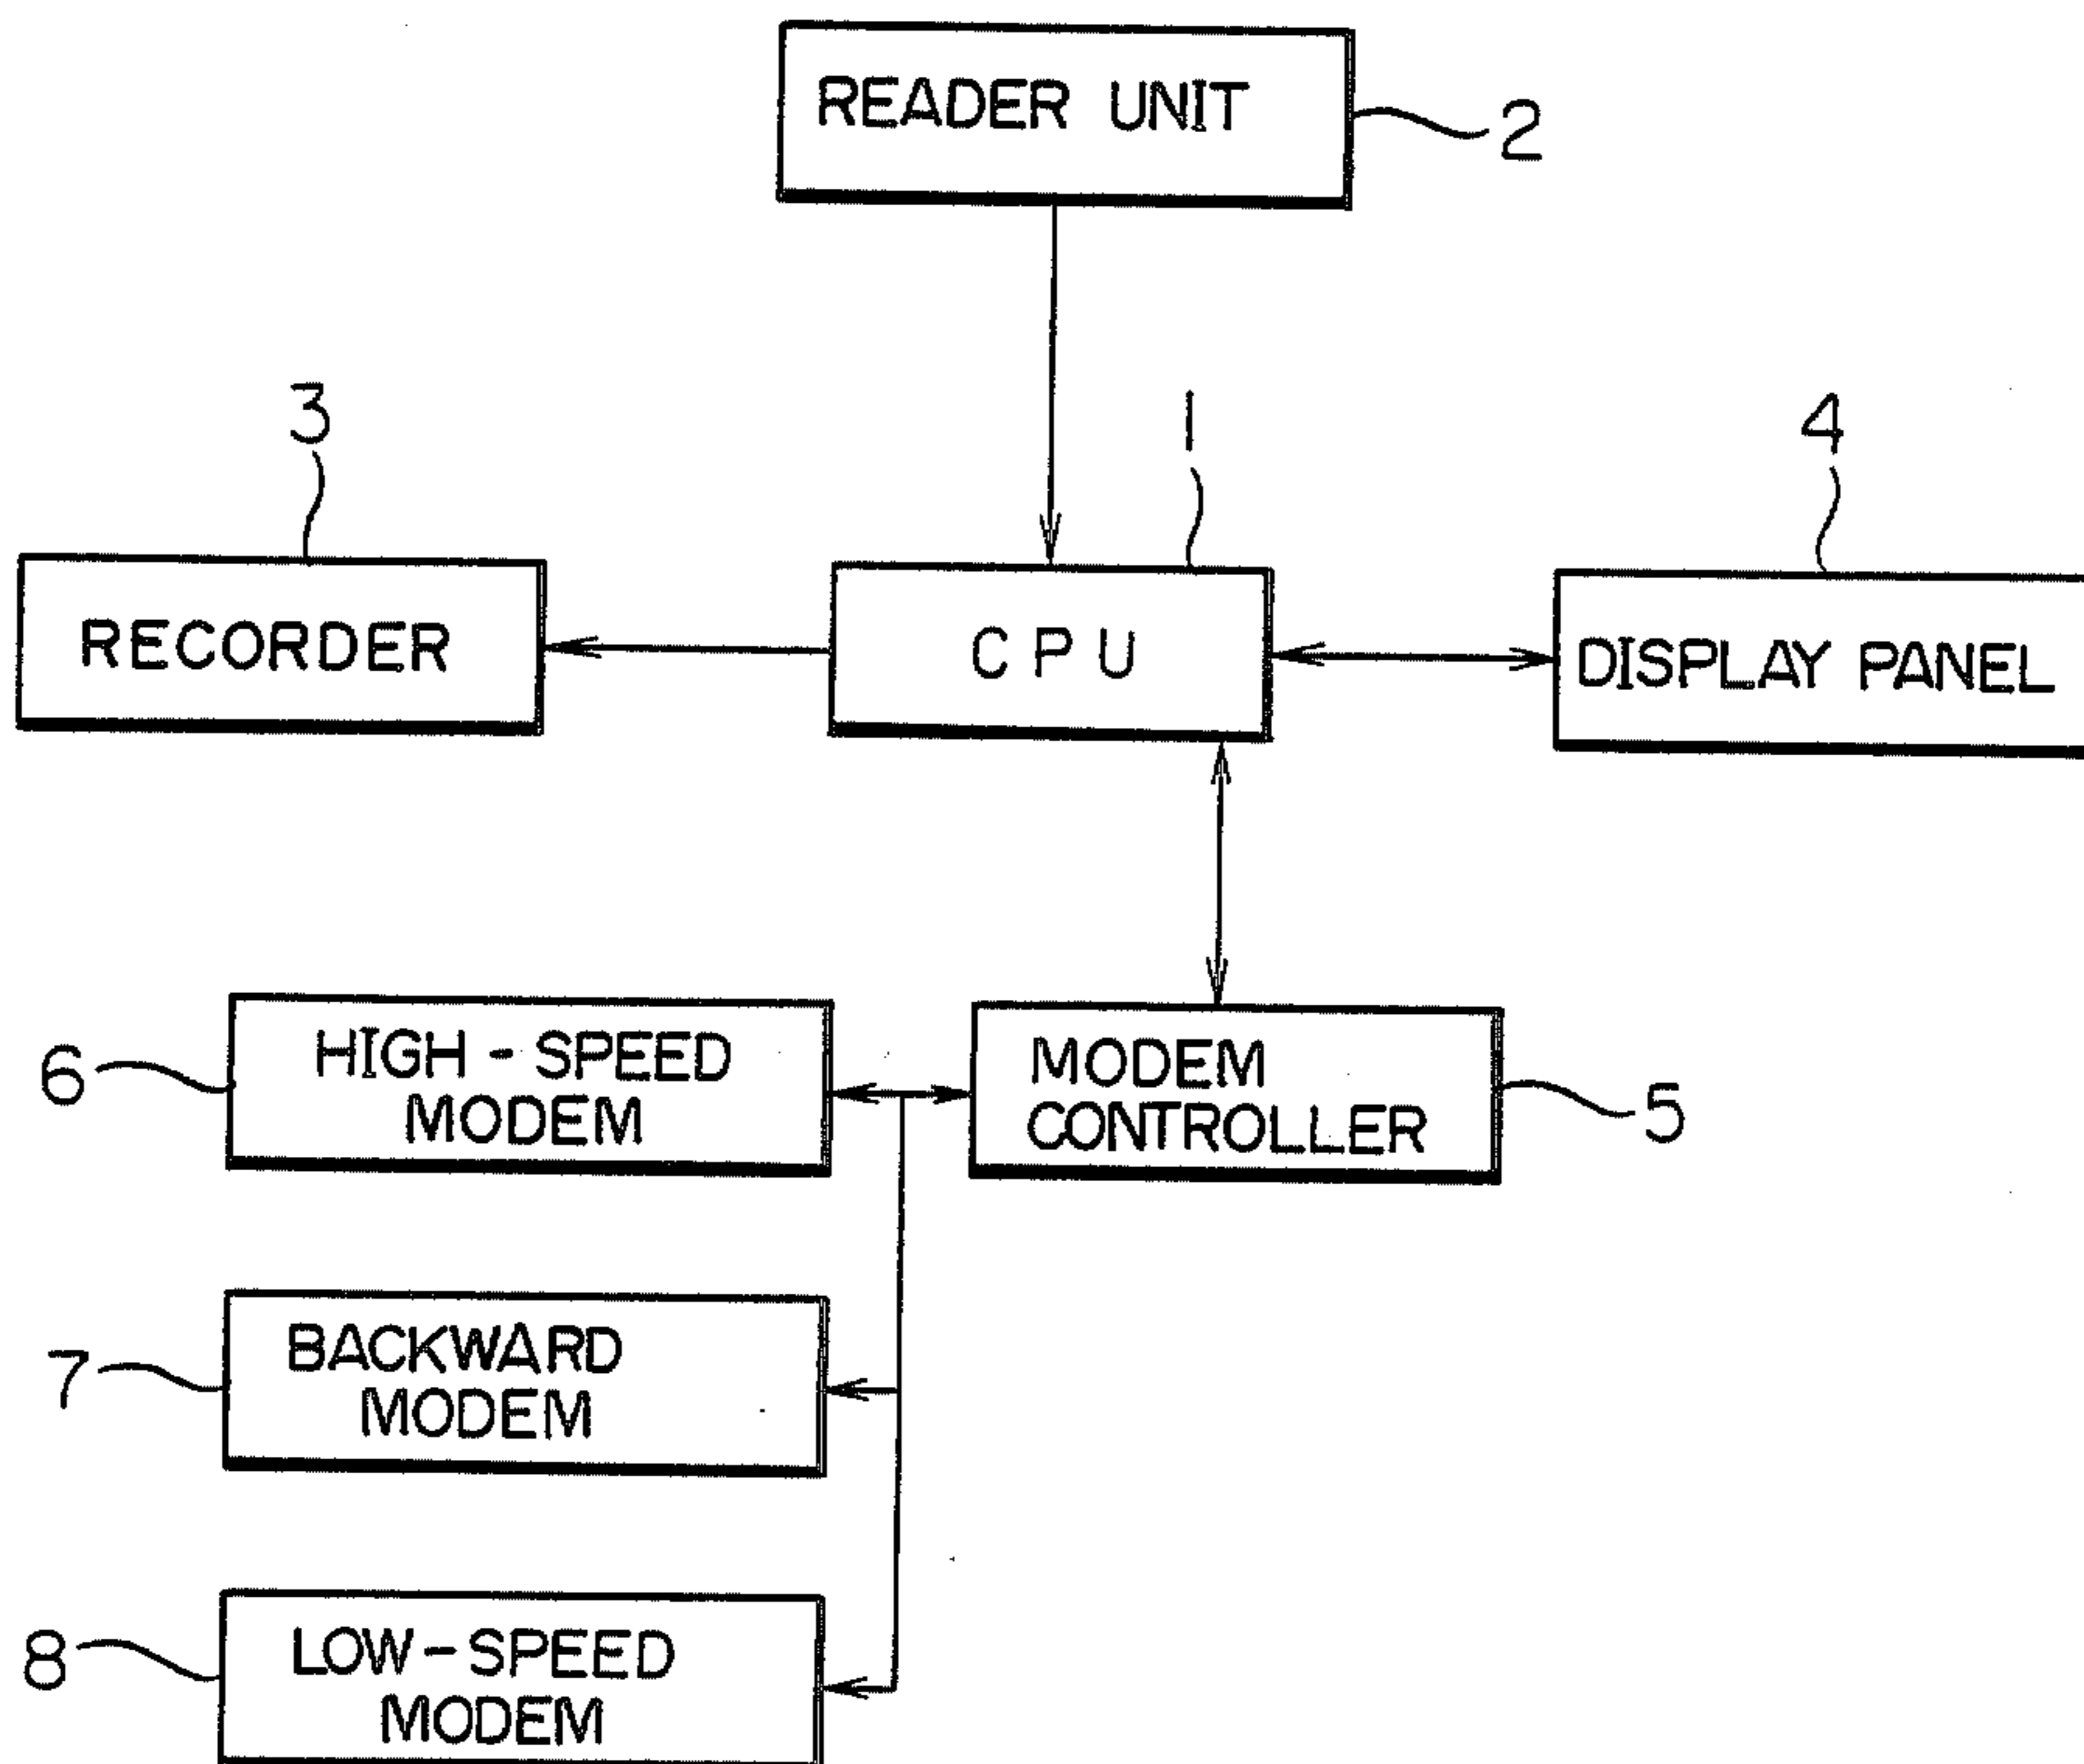 READER UNIT
2
3
1
4
RECORDER
CPU
DISPLAY PANEL
6
HIGH-SPEED
MODEM
MODEM
CONTROLLER
5
7
BACKWARD
MODEM
8
LOW-SPEED
MODEM